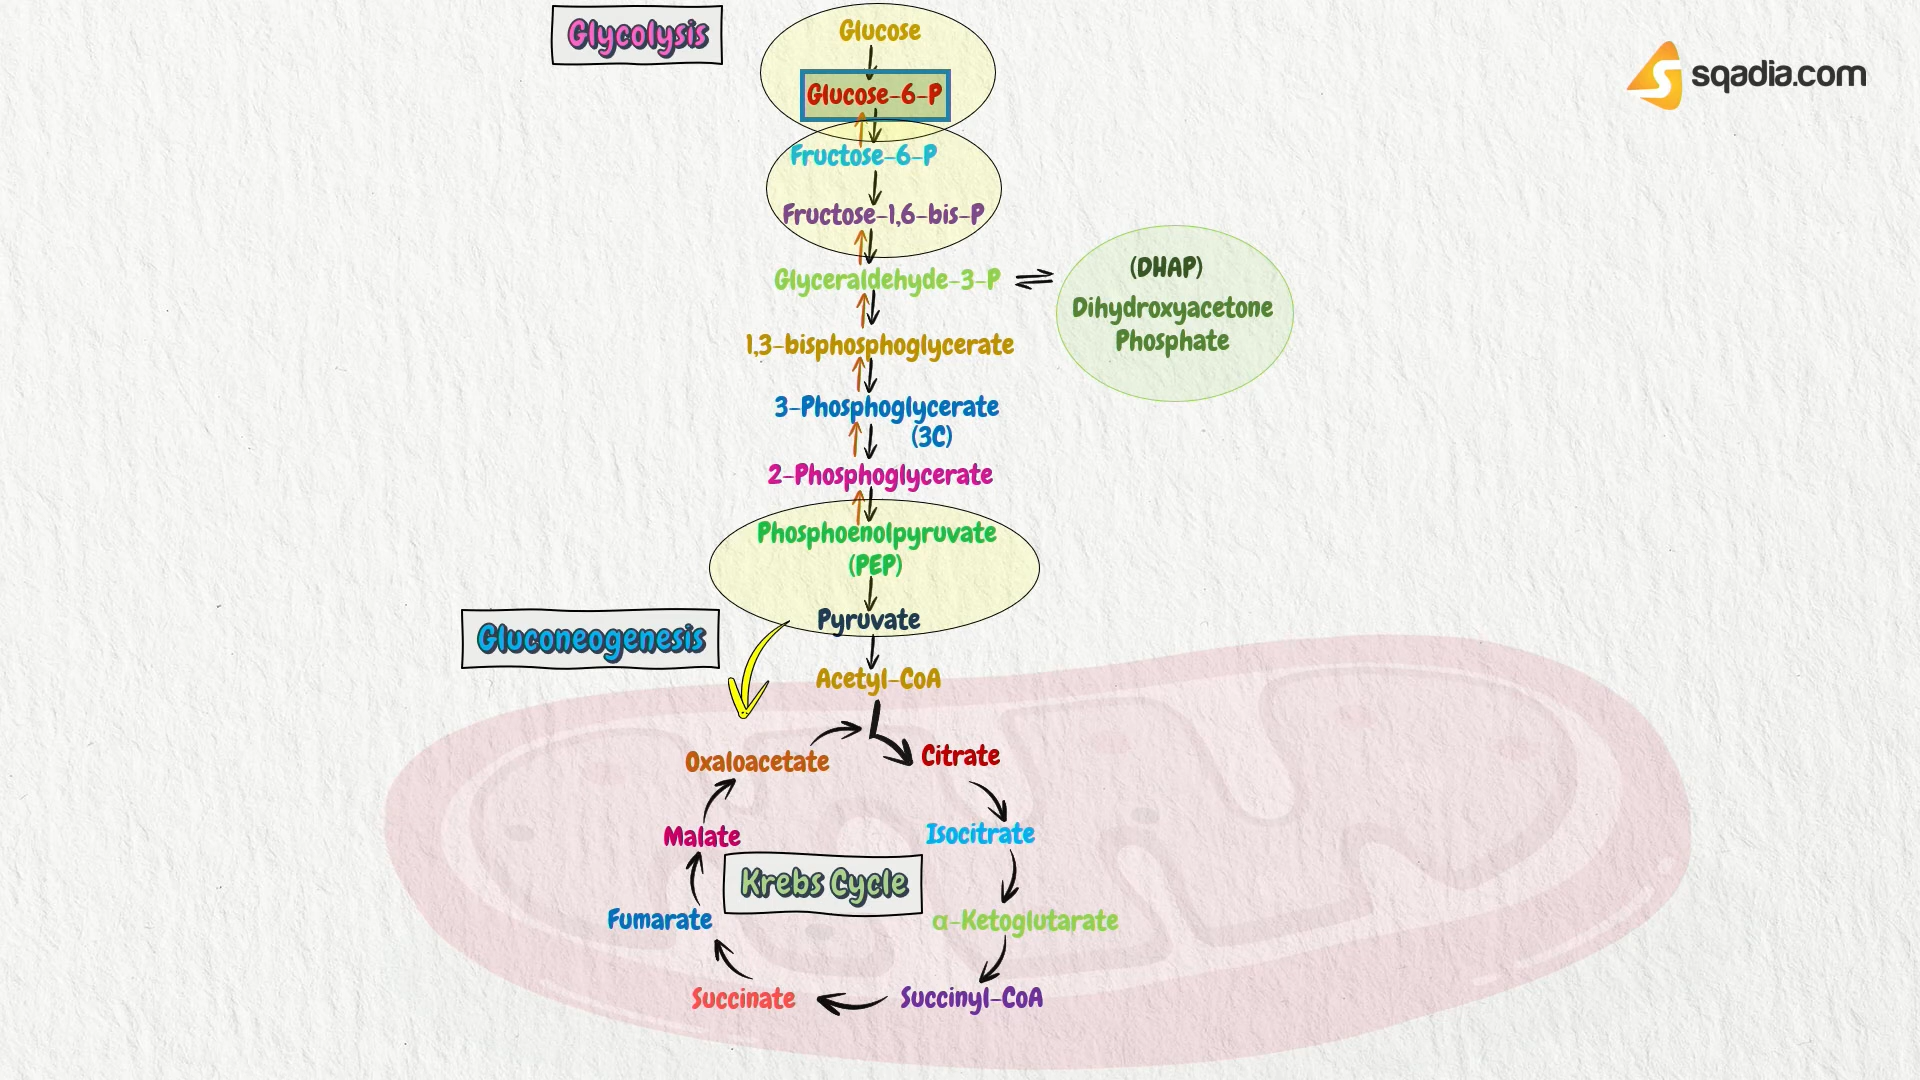 Glycolysis
Glucose
sqadia.com
Glucose-6-P
Fructose-6-P
Fructose-1,6-bis-P
Glyceraldehyde-3-P
(DHAP)
Dihydroxyacetone
Phosphate
1,3-bisphosphoglycerate
3-Phosphoglycerate
(3C)
2-Phosphoglycerate
Phosphoenolpyruvate
(PEP)
Pyruvate
Gluconeogenesis
Acetyl-CoA
Oxaloacetate
Citrate
Malate
Isocitrate
Krebs Cycle
Fumarate
α-Ketoglutarate
Succinate
Succinyl-CoA